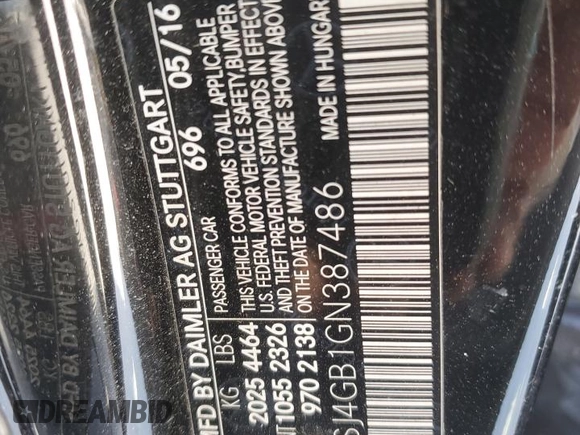 MFD BY DAIMLER AG STUTTGART
696 05/16
KG LBS
2025 4464
1055 2326
970 2138
PASSENGER CAR
THIS VEHICLE CONFORMS TO ALL APPLICABLE
U.S. FEDERAL MOTOR VEHICLE SAFETY, BUMPER
AND THEFT PREVENTION STANDARDS IN EFFECT
ON THE DATE OF MANUFACTURE SHOWN ABOVE
MADE IN HUNGARY
SJ4GB1GN387486
© AUTOBIDCAR